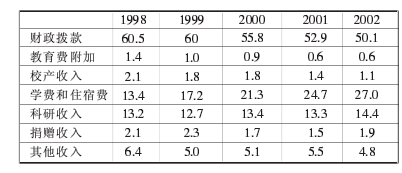 1998 1999 2000 2001 2002
财政拨款 60.5 60 55.8 52.9 50.1
教育费附加 1.4 1.0 0.9 0.6 0.6
校产收入 2.1 1.8 1.8 1.4 1.1
学费和住宿费 13.4 17.2 21.3 24.7 27.0
科研收入 13.2 12.7 13.4 13.3 14.4
捐赠收入 2.1 2.3 1.7 1.5 1.9
其他收入 6.4 5.0 5.1 5.5 4.8